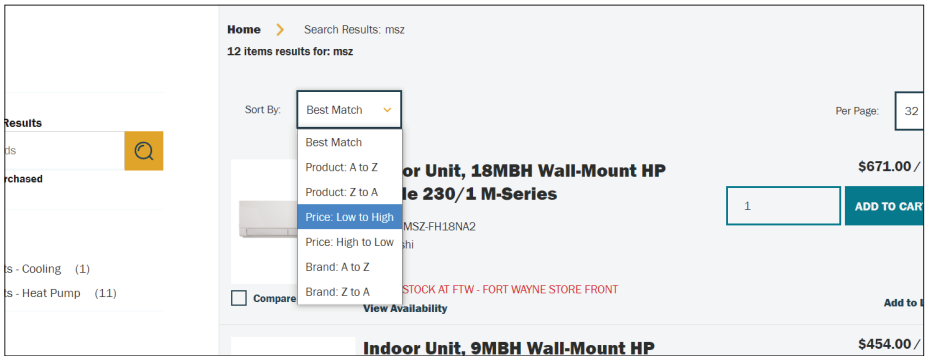 Home > Search Results: msz
12 items results for: msz
Results
ds
rchased
ts - Cooling (1)
ts - Heat Pump (11)
Sort By:
Best Match
Best Match
Product: A to Z
Product: Z to A
Price: Low to High
Price: High to Low
Brand: A to Z
Brand: Z to A
Per Page:
32
oor Unit, 18MBH Wall-Mount HP
le 230/1 M-Series
MSZ-FH18NA2
shi
STOCK AT FTW - FORT WAYNE STORE FRONT
View Availability
Compare
$671.00 /
1
ADD TO CAR
Add to L
Indoor Unit, 9MBH Wall-Mount HP
$454.00 /